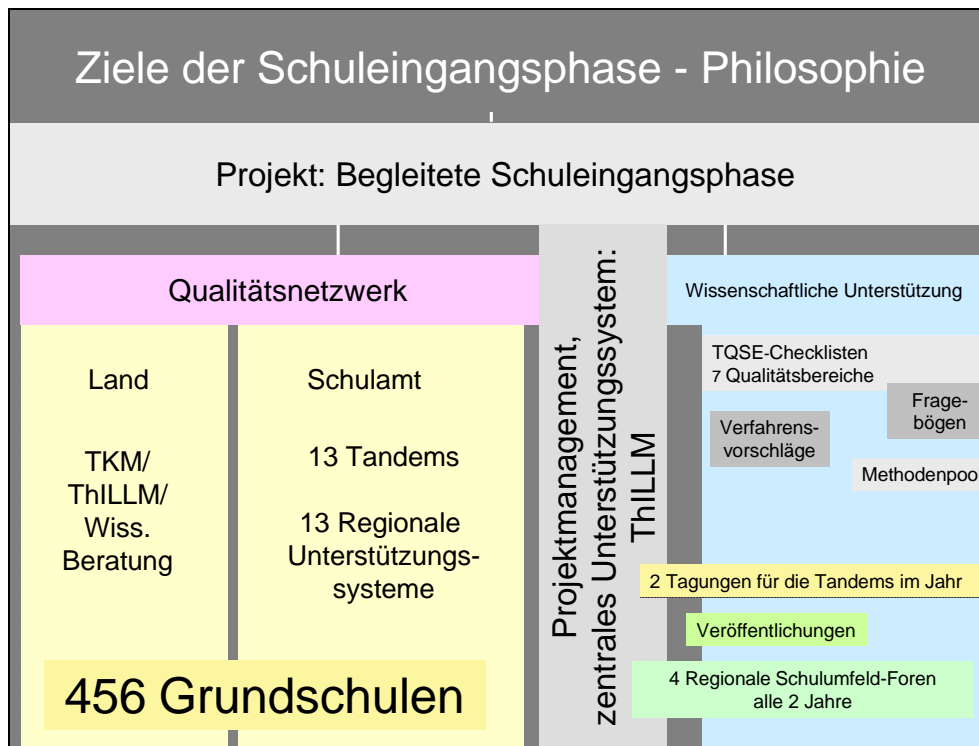 Ziele der Schuleingangsphase - Philosophie
Projekt: Begleitete Schuleingangsphase
Qualitätsnetzwerk
Land
TKM/
ThILLM/
Wiss.
Beratung
Schulamt
13 Tandems
13 Regionale
Unterstützungs-
systeme
456 Grundschulen
Projektmanagement,
zentrales Unterstützungssystem:
ThILLM
Wissenschaftliche Unterstützung
TQSE-Checklisten
7 Qualitätsbereiche
Frage-
bögen
Verfahrens-
vorschläge
Methodenpool
2 Tagungen für die Tandems im Jahr
Veröffentlichungen
4 Regionale Schulumfeld-Foren
alle 2 Jahre